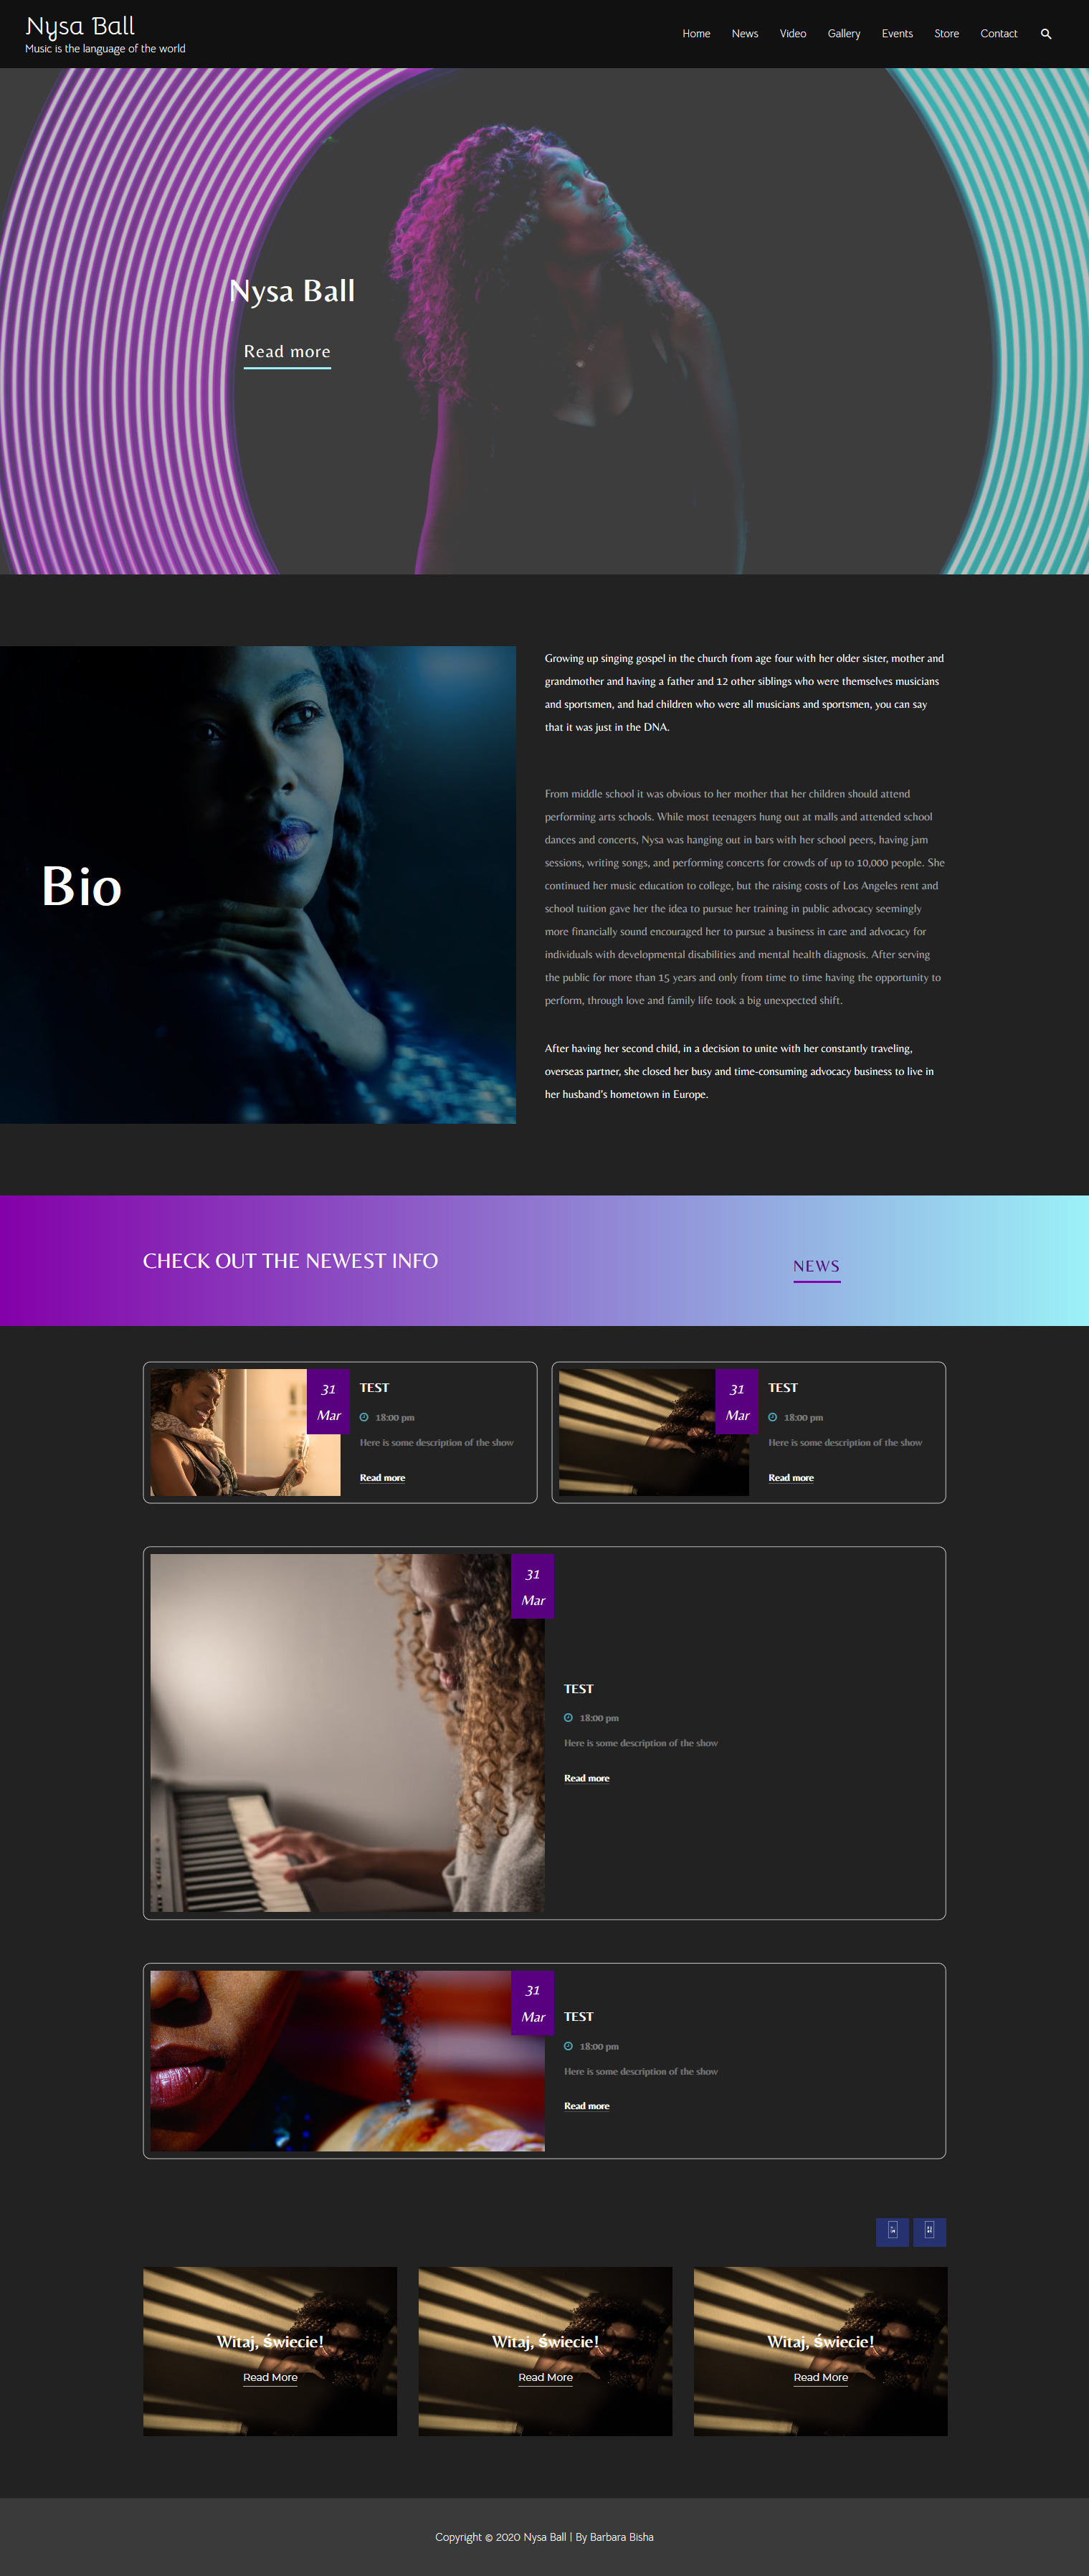 Nysa Ball
Music is the language of the world
Home News Video Gallery Events Store Contact
Nysa Ball
Read more
Bio
Growing up singing gospel in the church from age four with her older sister, mother and
grandmother and having a father and 12 other siblings who were themselves musicians
and sportsmen, and had children who were all musicians and sportsmen, you can say
that it was just in the DNA.
From middle school it was obvious to her mother that her children should attend
performing arts schools. While most teenagers hung out at malls and attended school
dances and concerts, Nysa was hanging out in bars with her school peers, having jam
sessions, writing songs, and performing concerts for crowds of up to 10,000 people. She
continued her music education to college, but the raising costs of Los Angeles rent and
school tuition gave her the idea to pursue her training in public advocacy seemingly
more financially sound encouraged her to pursue a business in care and advocacy for
individuals with developmental disabilities and mental health diagnosis. After serving
the public for more than 15 years and only from time to time having the opportunity to
perform, through love and family life took a big unexpected shift.
After having her second child, in a decision to unite with her constantly traveling,
overseas partner, she closed her busy and time-consuming advocacy business to live in
her husband's hometown in Europe.
CHECK OUT THE NEWEST INFO
NEWS
31
Mar
TEST
18:00 pm
Here is some description of the show
Read more
31
Mar
TEST
18:00 pm
Here is some description of the show
Read more
31
Mar
TEST
18:00 pm
Here is some description of the show
Read more
31
Mar
TEST
18:00 pm
Here is some description of the show
Read more
Witaj, świecie!
Read More
Witaj, świecie!
Read More
Witaj, świecie!
Read More
Copyright © 2020 Nysa Ball | By Barbara Bisha